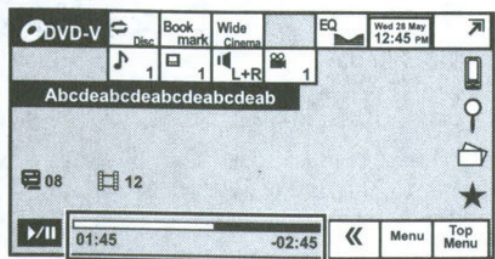 DVD-V Disc Book mark Wide Cinema EQ Wed 28 May 12:45 PM
1 1 L+R 1
Abcdeabcdeabcdeabcdeab
08 12
01:45 -02:45 Menu Top Menu